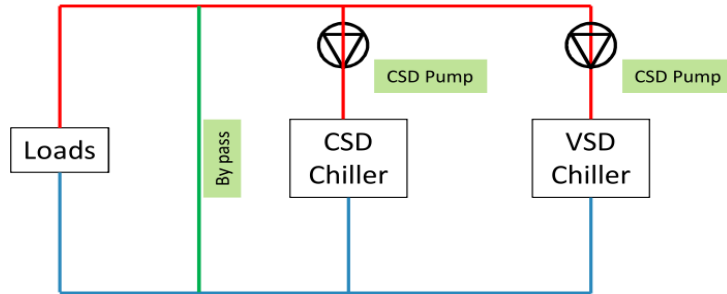 CSD Pump
CSD Pump
Loads
By pass
CSD
Chiller
VSD
Chiller